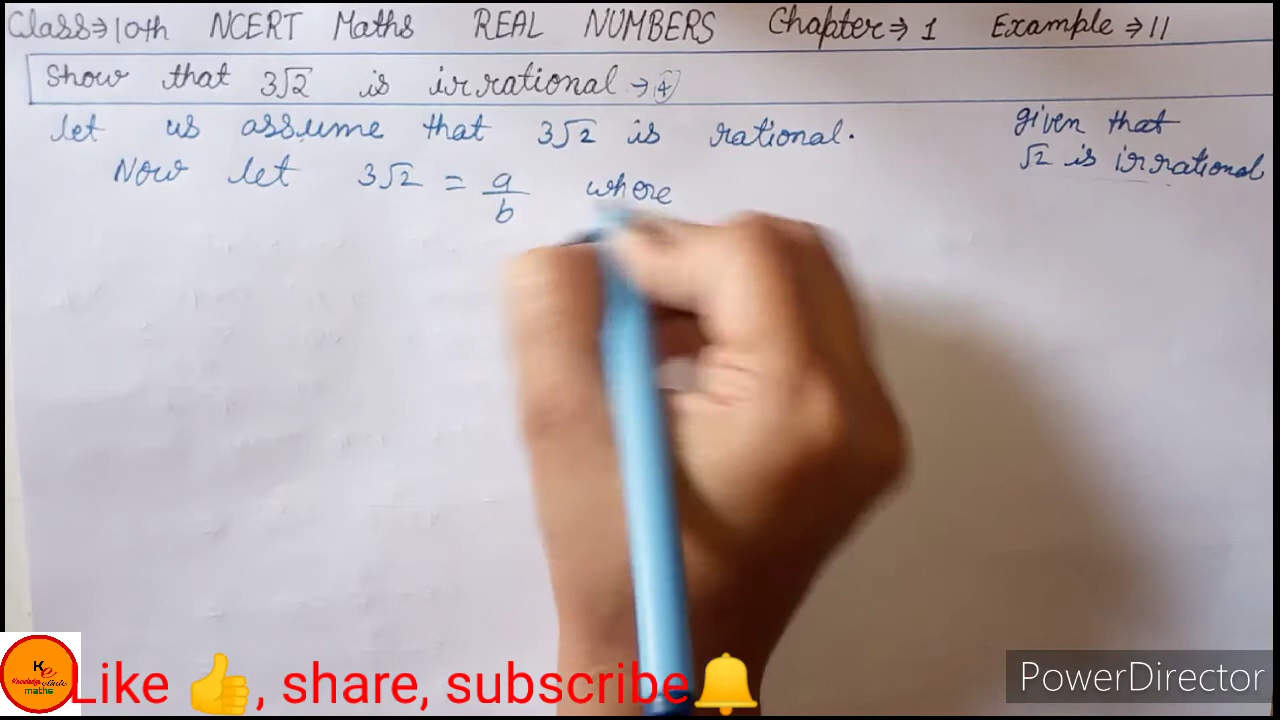 Class⇒10th NCERT Maths REAL NUMBERS Chapter⇒1 Example⇒11
Show that 3√2 is irrational→(4)
let us assume that 3√2 is rational.
given that
√2 is irrational
Now let 3√2 = a/b where
Like 👍, share, subscribe🔔
PowerDirector
Ke
maths